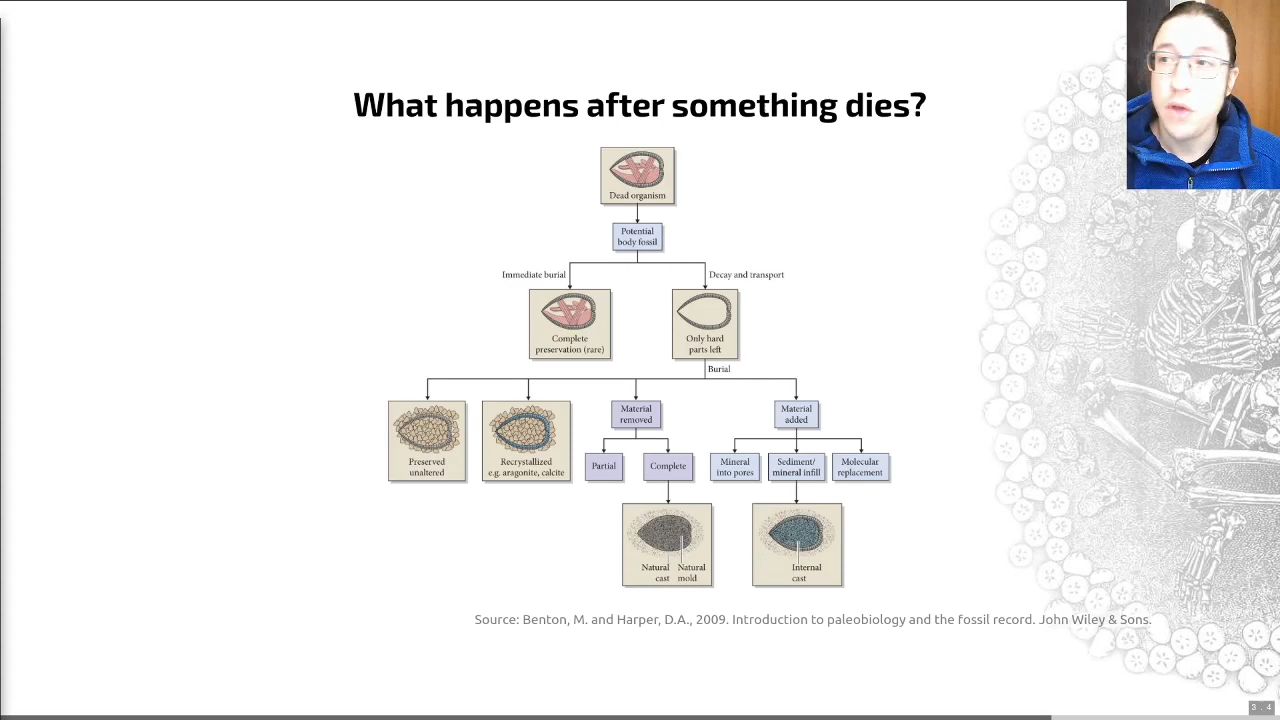 What happens after something dies?
Dead organism
Potential
body fossil
Immediate burial
Decay and transport
Complete
preservation (rare)
Only hard
parts left
Burial
Preserved
unaltered
Recrystallized
e.g. aragonite, calcite
Material
removed
Material
added
Partial
Complete
Mineral
into pores
Sediment/
mineral infill
Molecular
replacement
Natural
cast
Natural
mold
Internal
cast
Source: Benton, M. and Harper, D.A., 2009. Introduction to paleobiology and the fossil record. John Wiley & Sons.
3 . 4